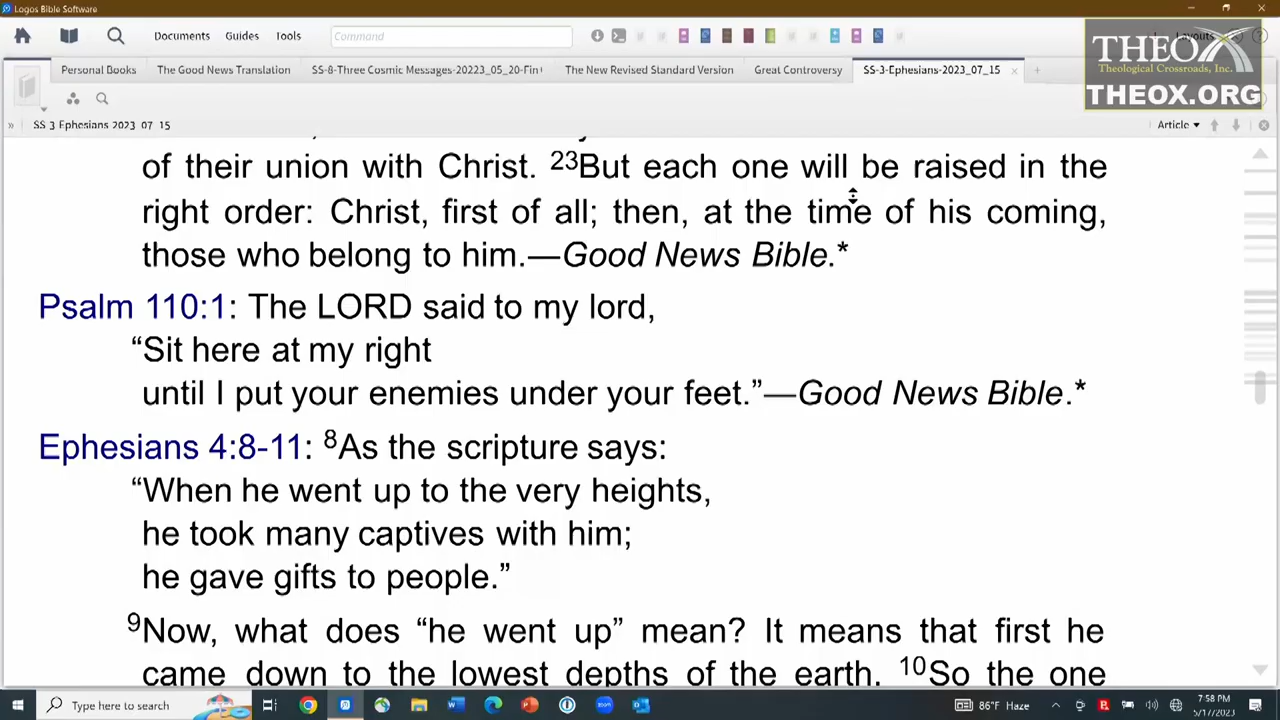 Logos Bible Software
Documents Guides Tools Command
Layouts
THEOX
Theological Crossroads, Inc.
THEOX.ORG
Personal Books The Good News Translation SS-8-Three Cosmic Messages 05.20-Fin The New Revised Standard Version Great Controversy SS-3-Ephesians-2023_07_15
SS 3 Ephesians 2023 07 15 Article
of their union with Christ. 23But each one will be raised in the
right order: Christ, first of all; then, at the time of his coming,
those who belong to him.—Good News Bible.*
Psalm 110:1: The LORD said to my lord,
“Sit here at my right
until I put your enemies under your feet.”—Good News Bible.*
Ephesians 4:8-11: 8As the scripture says:
“When he went up to the very heights,
he took many captives with him;
he gave gifts to people.”
9Now, what does “he went up” mean? It means that first he
came down to the lowest depths of the earth. 10So the one
Type here to search
86°F Haze
7:58 PM
5/17/2023